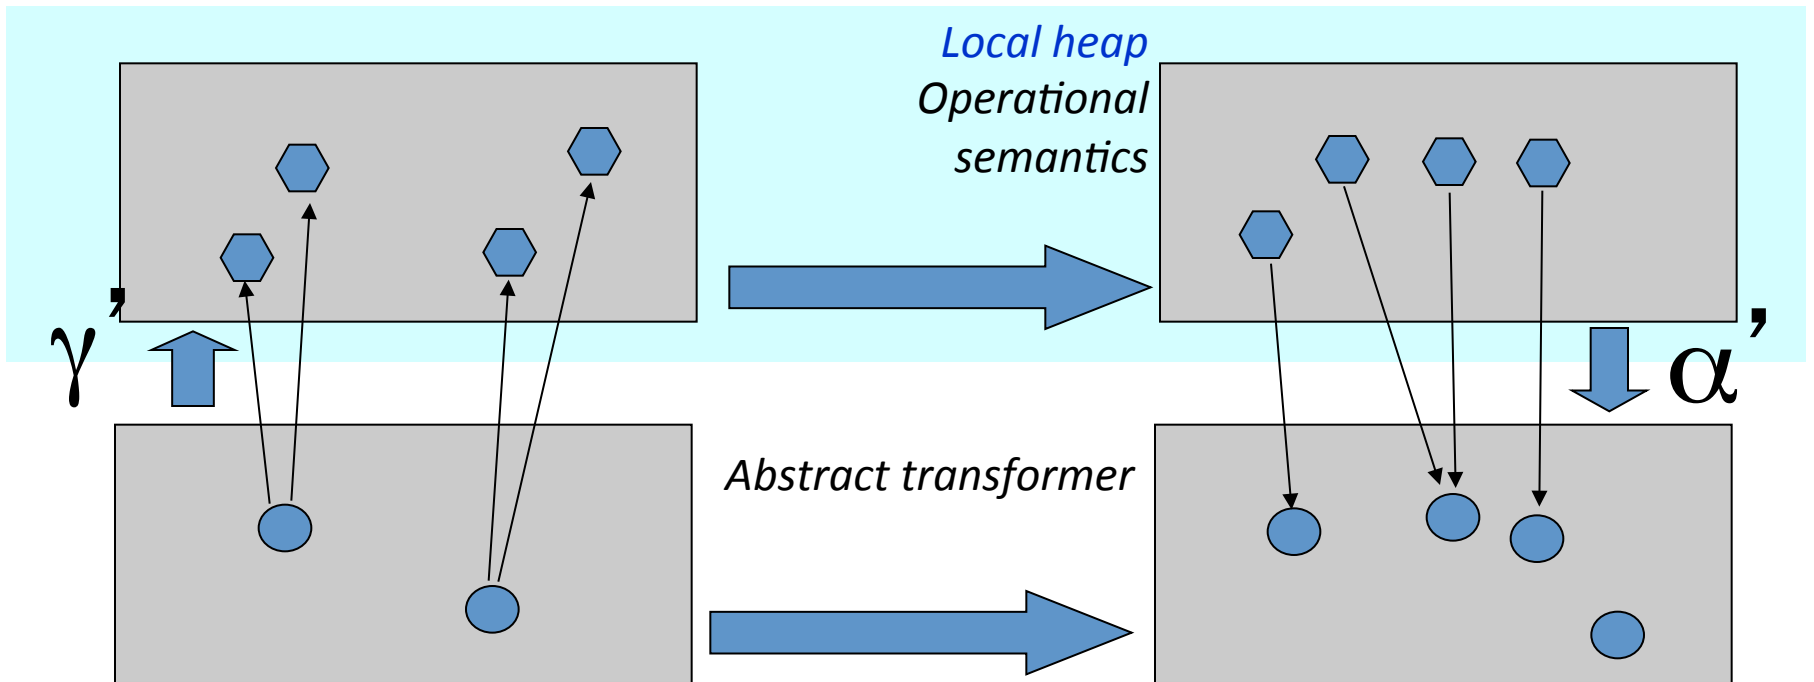 Local heap
Operational
semantics
γ’
α’
Abstract transformer